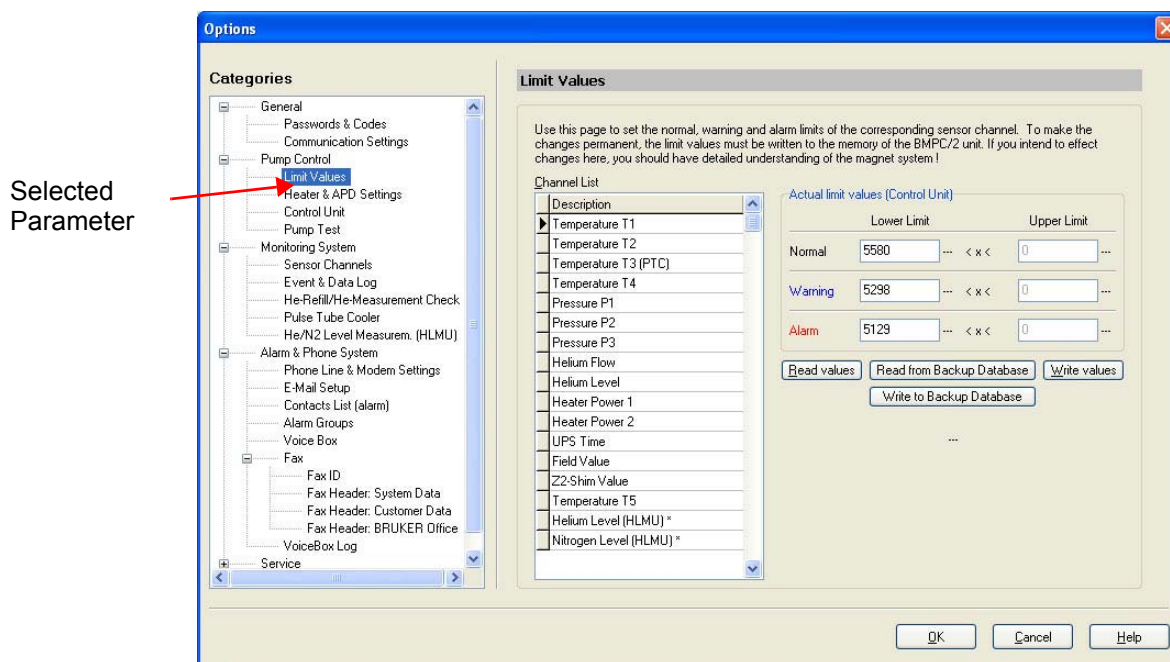 Options
Categories
General
Passwords & Codes
Communication Settings
Pump Control
Limit Values
Heater & APD Settings
Control Unit
Pump Test
Monitoring System
Sensor Channels
Event & Data Log
He-Refill/He-Measurement Check
Pulse Tube Cooler
He/N2 Level Measurem. (HLMU)
Alarm & Phone System
Phone Line & Modem Settings
E-Mail Setup
Contacts List (alarm)
Alarm Groups
Voice Box
Fax
Fax ID
Fax Header: System Data
Fax Header: Customer Data
Fax Header: BRUKER Office
VoiceBox Log
Service
Selected
Parameter
Limit Values
Use this page to set the normal, warning and alarm limits of the corresponding sensor channel. To make the
changes permanent, the limit values must be written to the memory of the BMPC/2 unit. If you intend to effect
changes here, you should have detailed understanding of the magnet system !
Channel List
Description
Temperature T1
Temperature T2
Temperature T3 (PTC)
Temperature T4
Pressure P1
Pressure P2
Pressure P3
Helium Flow
Helium Level
Heater Power 1
Heater Power 2
UPS Time
Field Value
Z2-Shim Value
Temperature T5
Helium Level (HLMU) *
Nitrogen Level (HLMU) *
Actual limit values (Control Unit)
Lower Limit Upper Limit
Normal 5580 --- < x < 0 ---
Warning 5298 --- < x < 0 ---
Alarm 5129 --- < x < 0 ---
Read values Read from Backup Database Write values
Write to Backup Database
---
OK Cancel Help